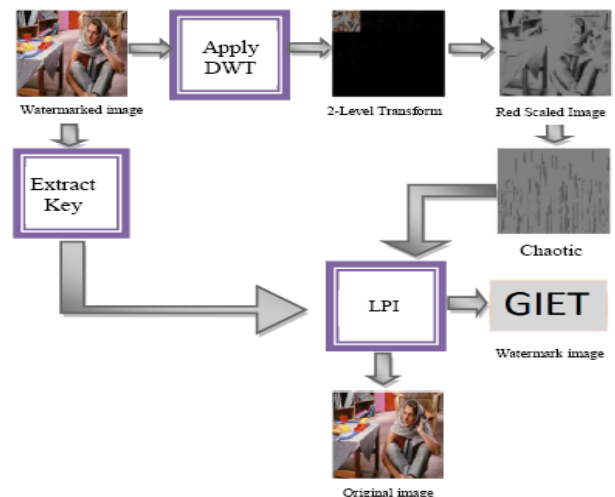 Apply
DWT
Watermarked image
2-Level Transform
Red Scaled Image
Extract
Key
Chaotic
LPI
GIET
Watermark image
Original image